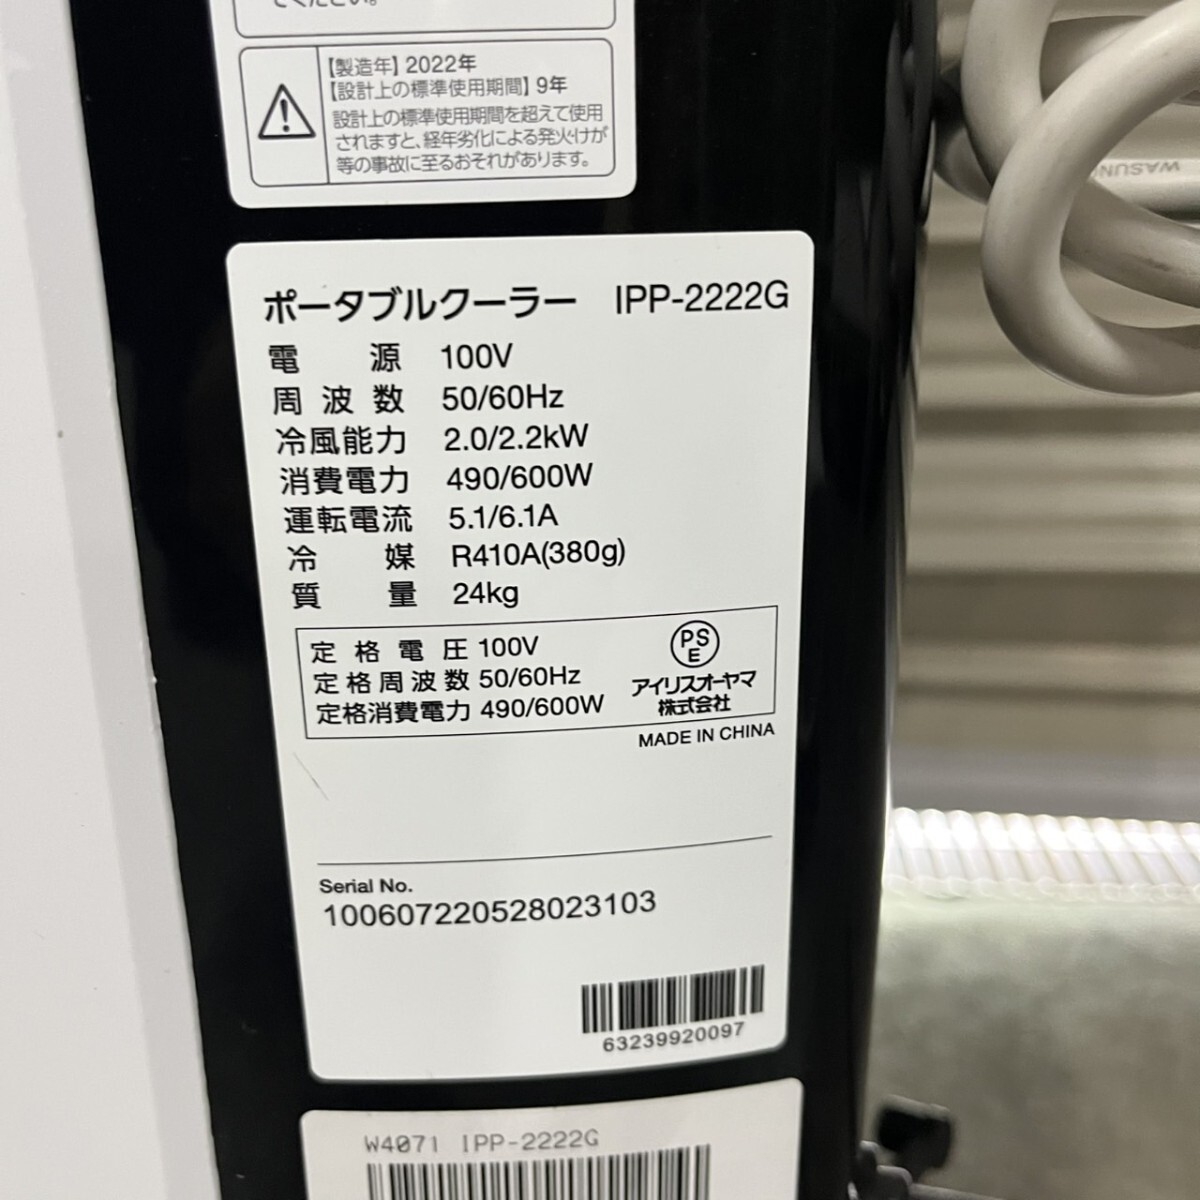 てください。
【製造年】2022年
【設計上の標準使用期間】9年
設計上の標準使用期間を超えて使用
されますと、経年劣化による発火・けが
等の事故に至るおそれがあります。
ポータブルクーラー IPP-2222G
電源 100V
周波数 50/60Hz
冷風能力 2.0/2.2kW
消費電力 490/600W
運転電流 5.1/6.1A
冷媒 R410A(380g)
質量 24kg
定格電圧 100V
定格周波数 50/60Hz
定格消費電力 490/600W
PS
E
アイリスオーヤマ
株式会社
MADE IN CHINA
Serial No.
100607220528023103
63239920097
W4071 IPP-2222G